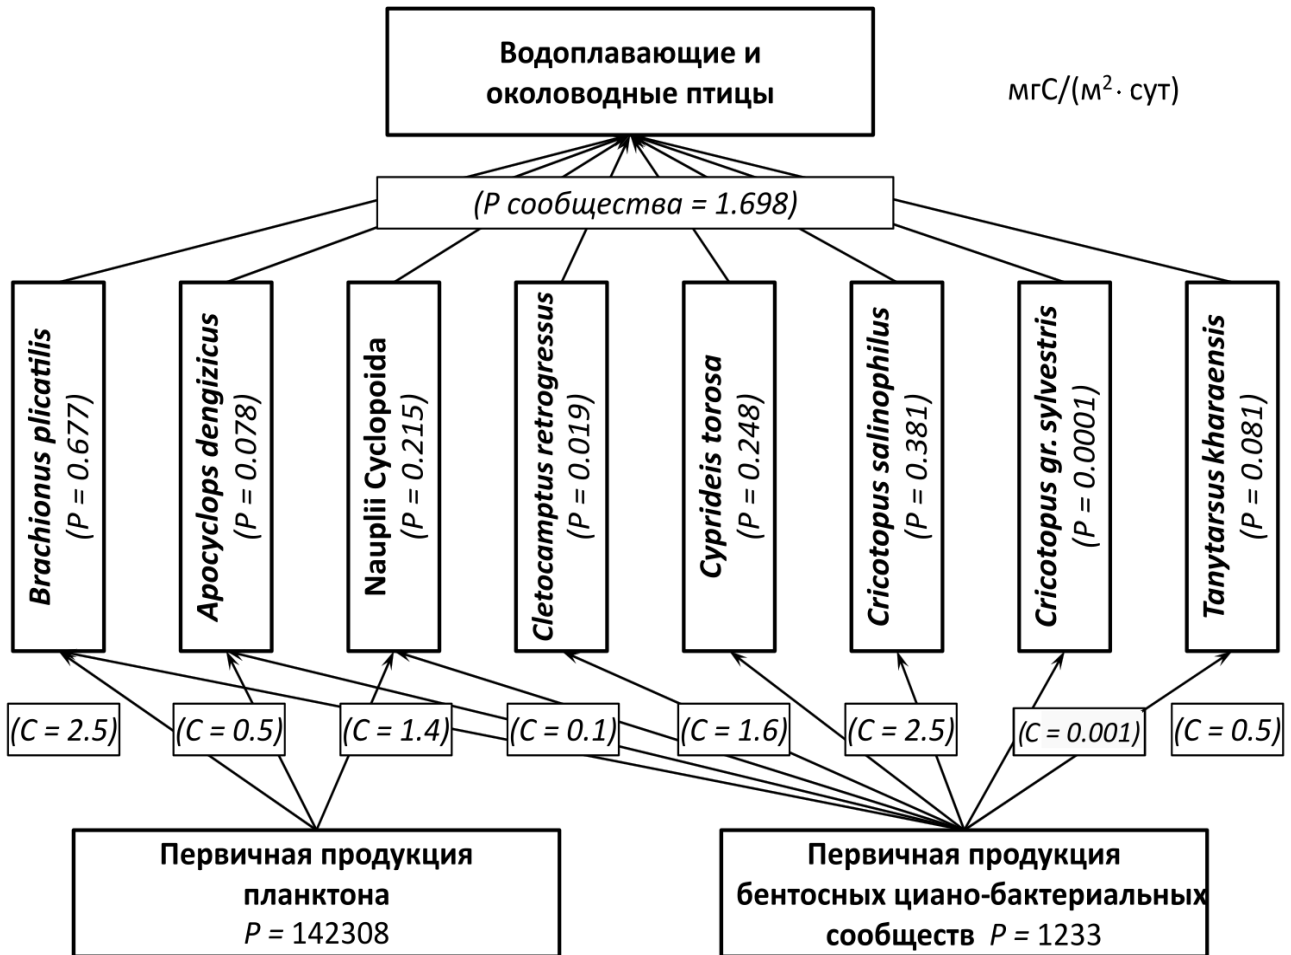 Водоплавающие и
околоводные птицы
мгС/(м²· сут)
(P сообщества = 1.698)
Brachionus plicatilis
(P = 0.677)
Apocyclops dengizicus
(P = 0.078)
Nauplii Cyclopoida
(P = 0.215)
Cletocamptus retrogressus
(P = 0.019)
Cyprideis torosa
(P = 0.248)
Cricotopus salinophilus
(P = 0.381)
Cricotopus gr. sylvestris
(P = 0.0001)
Tanytarsus kharaensis
(P = 0.081)
(C = 2.5)
(C = 0.5)
(C = 1.4)
(C = 0.1)
(C = 1.6)
(C = 2.5)
(C = 0.001)
(C = 0.5)
Первичная продукция
планктона
P = 142308
Первичная продукция
бентосных циано-бактериальных
сообществ P = 1233